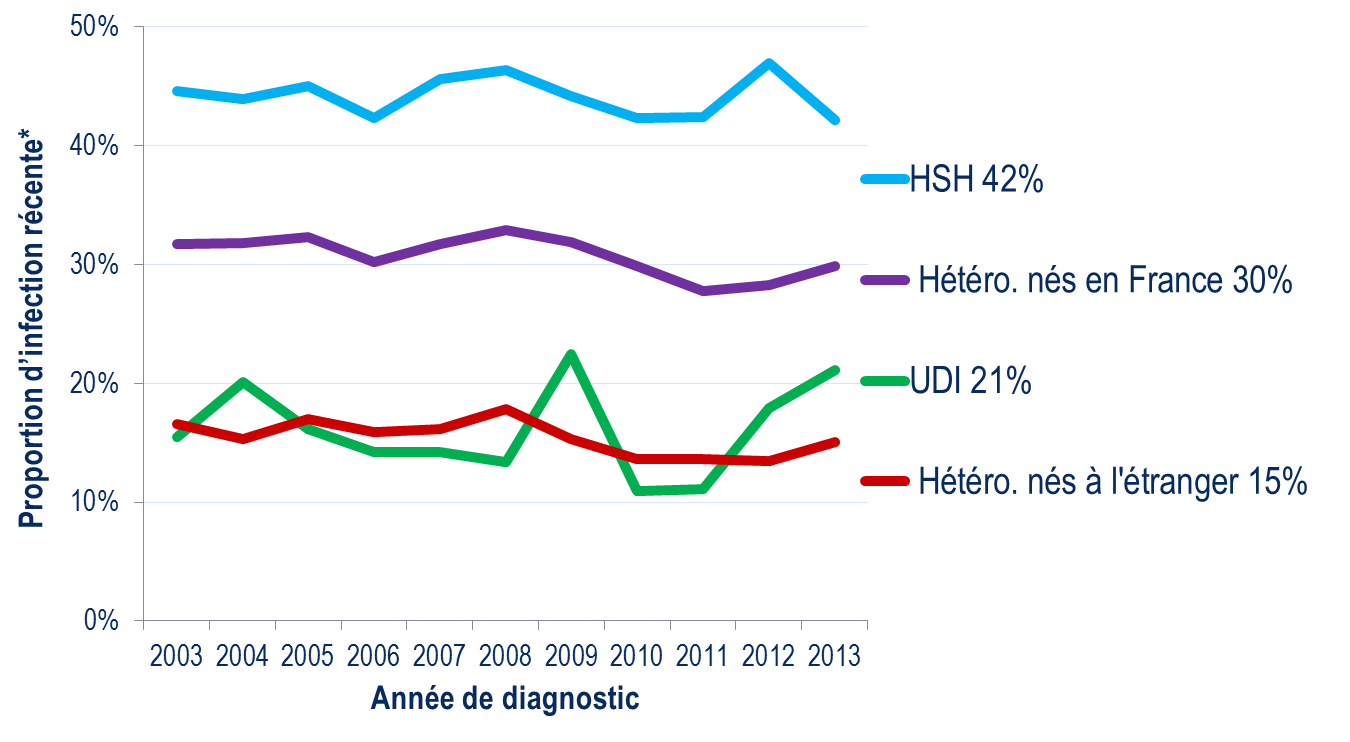 50%
40%
30%
20%
10%
0%
Proportion d’infection récente*
2003 2004 2005 2006 2007 2008 2009 2010 2011 2012 2013
Année de diagnostic
HSH 42%
Hétéro. nés en France 30%
UDI 21%
Hétéro. nés à l'étranger 15%